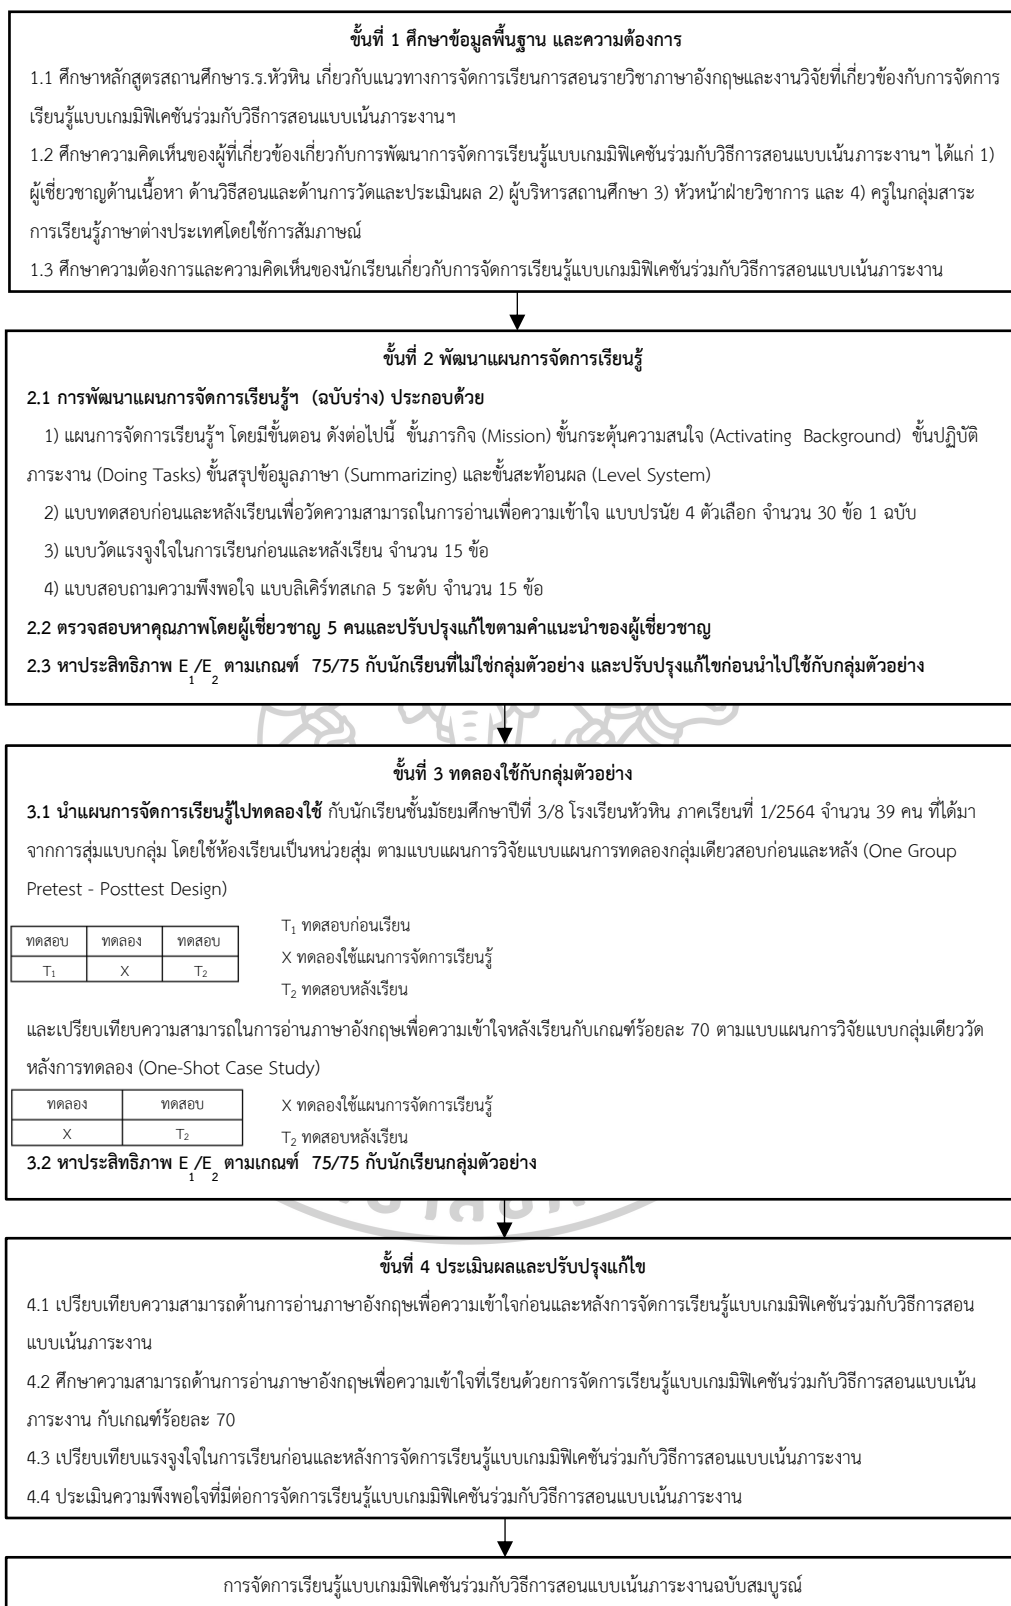 ขั้นที่ 1 ศึกษาข้อมูลพื้นฐาน และความต้องการ
1.1 ศึกษาหลักสูตรสถานศึกษาร.ร.หัวหิน เกี่ยวกับแนวทางการจัดการเรียนการสอนรายวิชาภาษาอังกฤษและงานวิจัยที่เกี่ยวข้องกับการจัดการ
เรียนรู้แบบเกมมิฟิเคชันร่วมกับวิธีการสอนแบบเน้นภาระงานฯ
1.2 ศึกษาความคิดเห็นของผู้ที่เกี่ยวข้องเกี่ยวกับการพัฒนาการจัดการเรียนรู้แบบเกมมิฟิเคชันร่วมกับวิธีการสอนแบบเน้นภาระงานฯ ได้แก่ 1)
ผู้เชี่ยวชาญด้านเนื้อหา ด้านวิธีสอนและด้านการวัดและประเมินผล 2) ผู้บริหารสถานศึกษา 3) หัวหน้าฝ่ายวิชาการ และ 4) ครูในกลุ่มสาระ
การเรียนรู้ภาษาต่างประเทศโดยใช้การสัมภาษณ์
1.3 ศึกษาความต้องการและความคิดเห็นของนักเรียนเกี่ยวกับการจัดการเรียนรู้แบบเกมมิฟิเคชันร่วมกับวิธีการสอนแบบเน้นภาระงาน
ขั้นที่ 2 พัฒนาแผนการจัดการเรียนรู้
2.1 การพัฒนาแผนการจัดการเรียนรู้ฯ (ฉบับร่าง) ประกอบด้วย
1) แผนการจัดการเรียนรู้ฯ โดยมีขั้นตอน ดังต่อไปนี้ ขั้นภารกิจ (Mission) ขั้นกระตุ้นความสนใจ (Activating Background) ขั้นปฏิบัติ
ภาระงาน (Doing Tasks) ขั้นสรุปข้อมูลภาษา (Summarizing) และขั้นสะท้อนผล (Level System)
2) แบบทดสอบก่อนและหลังเรียนเพื่อวัดความสามารถในการอ่านเพื่อความเข้าใจ แบบปรนัย 4 ตัวเลือก จำนวน 30 ข้อ 1 ฉบับ
3) แบบวัดแรงจูงใจในการเรียนก่อนและหลังเรียน จำนวน 15 ข้อ
4) แบบสอบถามความพึงพอใจ แบบลิเคิร์ทสเกล 5 ระดับ จำนวน 15 ข้อ
2.2 ตรวจสอบหาคุณภาพโดยผู้เชี่ยวชาญ 5 คนและปรับปรุงแก้ไขตามคำแนะนำของผู้เชี่ยวชาญ
2.3 หาประสิทธิภาพ E₁/E₂ ตามเกณฑ์ 75/75 กับนักเรียนที่ไม่ใช่กลุ่มตัวอย่าง และปรับปรุงแก้ไขก่อนนำไปใช้กับกลุ่มตัวอย่าง
ขั้นที่ 3 ทดลองใช้กับกลุ่มตัวอย่าง
3.1 นำแผนการจัดการเรียนรู้ไปทดลองใช้ กับนักเรียนชั้นมัธยมศึกษาปีที่ 3/8 โรงเรียนหัวหิน ภาคเรียนที่ 1/2564 จำนวน 39 คน ที่ได้มา
จากการสุ่มแบบกลุ่ม โดยใช้ห้องเรียนเป็นหน่วยสุ่ม ตามแบบแผนการวิจัยแบบแผนการทดลองกลุ่มเดียวสอบก่อนและหลัง (One Group
Pretest - Posttest Design)
ทดสอบ ทดลอง ทดสอบ
T₁ X T₂
T₁ ทดสอบก่อนเรียน
X ทดลองใช้แผนการจัดการเรียนรู้
T₂ ทดสอบหลังเรียน
และเปรียบเทียบความสามารถในการอ่านภาษาอังกฤษเพื่อความเข้าใจหลังเรียนกับเกณฑ์ร้อยละ 70 ตามแบบแผนการวิจัยแบบกลุ่มเดียววัด
หลังการทดลอง (One-Shot Case Study)
ทดลอง ทดสอบ
X T₂
X ทดลองใช้แผนการจัดการเรียนรู้
T₂ ทดสอบหลังเรียน
3.2 หาประสิทธิภาพ E₁/E₂ ตามเกณฑ์ 75/75 กับนักเรียนกลุ่มตัวอย่าง
ขั้นที่ 4 ประเมินผลและปรับปรุงแก้ไข
4.1 เปรียบเทียบความสามารถด้านการอ่านภาษาอังกฤษเพื่อความเข้าใจก่อนและหลังการจัดการเรียนรู้แบบเกมมิฟิเคชันร่วมกับวิธีการสอน
แบบเน้นภาระงาน
4.2 ศึกษาความสามารถด้านการอ่านภาษาอังกฤษเพื่อความเข้าใจที่เรียนด้วยการจัดการเรียนรู้แบบเกมมิฟิเคชันร่วมกับวิธีการสอนแบบเน้น
ภาระงาน กับเกณฑ์ร้อยละ 70
4.3 เปรียบเทียบแรงจูงใจในการเรียนก่อนและหลังการจัดการเรียนรู้แบบเกมมิฟิเคชันร่วมกับวิธีการสอนแบบเน้นภาระงาน
4.4 ประเมินความพึงพอใจที่มีต่อการจัดการเรียนรู้แบบเกมมิฟิเคชันร่วมกับวิธีการสอนแบบเน้นภาระงาน
การจัดการเรียนรู้แบบเกมมิฟิเคชันร่วมกับวิธีการสอนแบบเน้นภาระงานฉบับสมบูรณ์